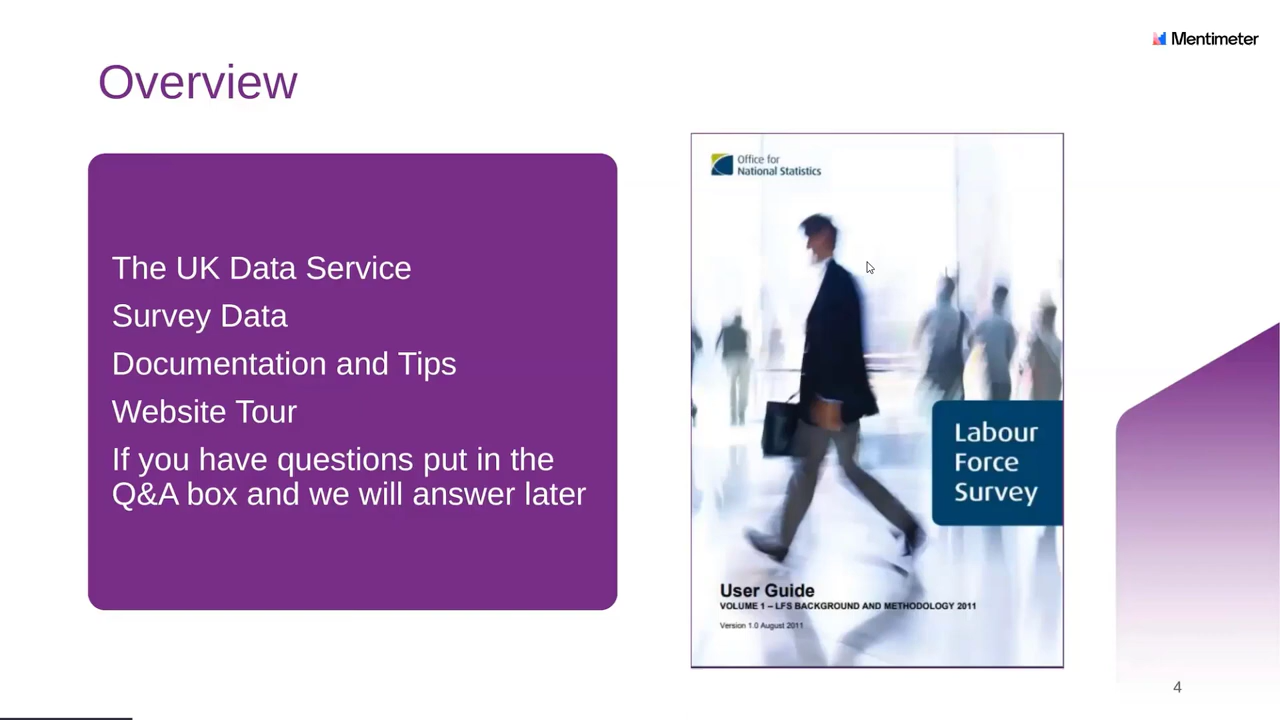 Mentimeter
Overview
The UK Data Service
Survey Data
Documentation and Tips
Website Tour
If you have questions put in the
Q&A box and we will answer later
Office for
National Statistics
Labour
Force
Survey
User Guide
VOLUME 1 – LFS BACKGROUND AND METHODOLOGY 2011
Version 1.0 August 2011
4